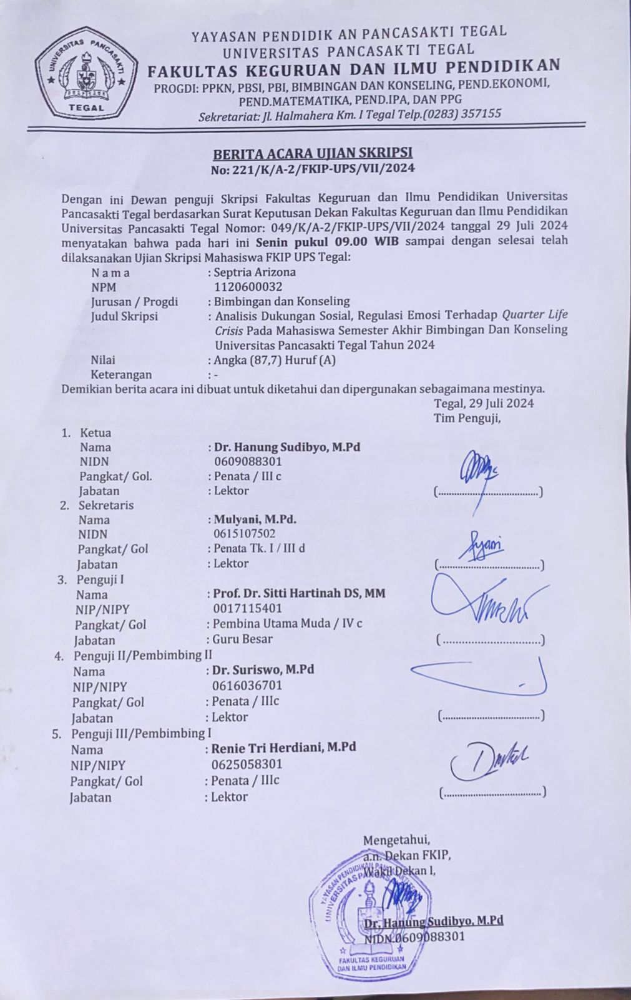 UNIVERSITAS PANCASAKTI
TEGAL
YAYASAN PENDIDIK AN PANCASAKTI TEGAL
UNIVERSITAS PANCASAKTI TEGAL
FAKULTAS KEGURUAN DAN ILMU PENDIDIKAN
PROGDI: PPKN, PBSI, PBI, BIMBINGAN DAN KONSELING, PEND.EKONOMI,
PEND.MATEMATIKA, PEND.IPA, DAN PPG
Sekretariat: Jl. Halmahera Km. I Tegal Telp.(0283) 357155
BERITA ACARA UJIAN SKRIPSI
No: 221/K/A-2/FKIP-UPS/VII/2024
Dengan ini Dewan penguji Skripsi Fakultas Keguruan dan Ilmu Pendidikan Universitas
Pancasakti Tegal berdasarkan Surat Keputusan Dekan Fakultas Keguruan dan Ilmu Pendidikan
Universitas Pancasakti Tegal Nomor: 049/K/A-2/FKIP-UPS/VII/2024 tanggal 29 Juli 2024
menyatakan bahwa pada hari ini Senin pukul 09.00 WIB sampai dengan selesai telah
dilaksanakan Ujian Skripsi Mahasiswa FKIP UPS Tegal:
N a m a : Septria Arizona
NPM 1120600032
Jurusan / Progdi : Bimbingan dan Konseling
Judul Skripsi : Analisis Dukungan Sosial, Regulasi Emosi Terhadap Quarter Life
Crisis Pada Mahasiswa Semester Akhir Bimbingan Dan Konseling
Universitas Pancasakti Tegal Tahun 2024
Nilai : Angka (87,7) Huruf (A)
Keterangan : -
Demikian berita acara ini dibuat untuk diketahui dan dipergunakan sebagaimana mestinya.
Tegal, 29 Juli 2024
Tim Penguji,
1. Ketua
Nama : Dr. Hanung Sudibyo, M.Pd
NIDN 0609088301
Pangkat/ Gol. : Penata / III c
Jabatan : Lektor (......................................)
2. Sekretaris
Nama : Mulyani, M.Pd.
NIDN 0615107502
Pangkat/ Gol : Penata Tk. I / III d
Jabatan : Lektor (......................................)
3. Penguji I
Nama : Prof. Dr. Sitti Hartinah DS, MM
NIP/NIPY 0017115401
Pangkat/ Gol : Pembina Utama Muda / IV c
Jabatan : Guru Besar ( .....................................)
4. Penguji II/Pembimbing II
Nama : Dr. Suriswo, M.Pd
NIP/NIPY 0616036701
Pangkat/ Gol : Penata / IIIc
Jabatan : Lektor (......................................)
5. Penguji III/Pembimbing I
Nama : Renie Tri Herdiani, M.Pd
NIP/NIPY 0625058301
Pangkat/ Gol : Penata / IIIc
Jabatan : Lektor (......................................)
Mengetahui,
a.n. Dekan FKIP,
Wakil Dekan I,
Dr. Hanung Sudibyo, M.Pd
NIDN.0609088301
YAYASAN PENDIDIKAN
FAKULTAS KEGURUAN
DAN ILMU PENDIDIKAN